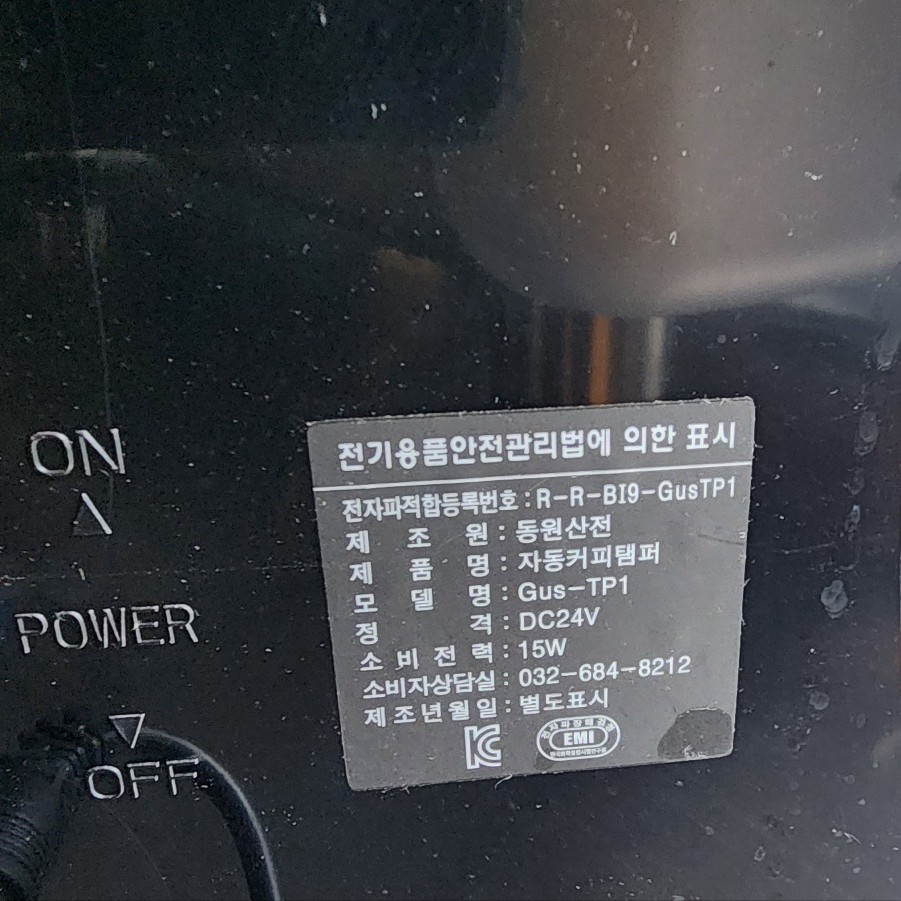 ON
POWER
OFF
전기용품안전관리법에 의한 표시
전자파적합등록번호 : R-R-BI9-GusTP1
제 조 원 : 동원산전
제 품 명 : 자동커피탬퍼
모 델 명 : Gus-TP1
정 격 : DC24V
소 비 전 력 : 15W
소비자상담실 : 032-684-8212
제 조 년 월 일 : 별도표시
EMI